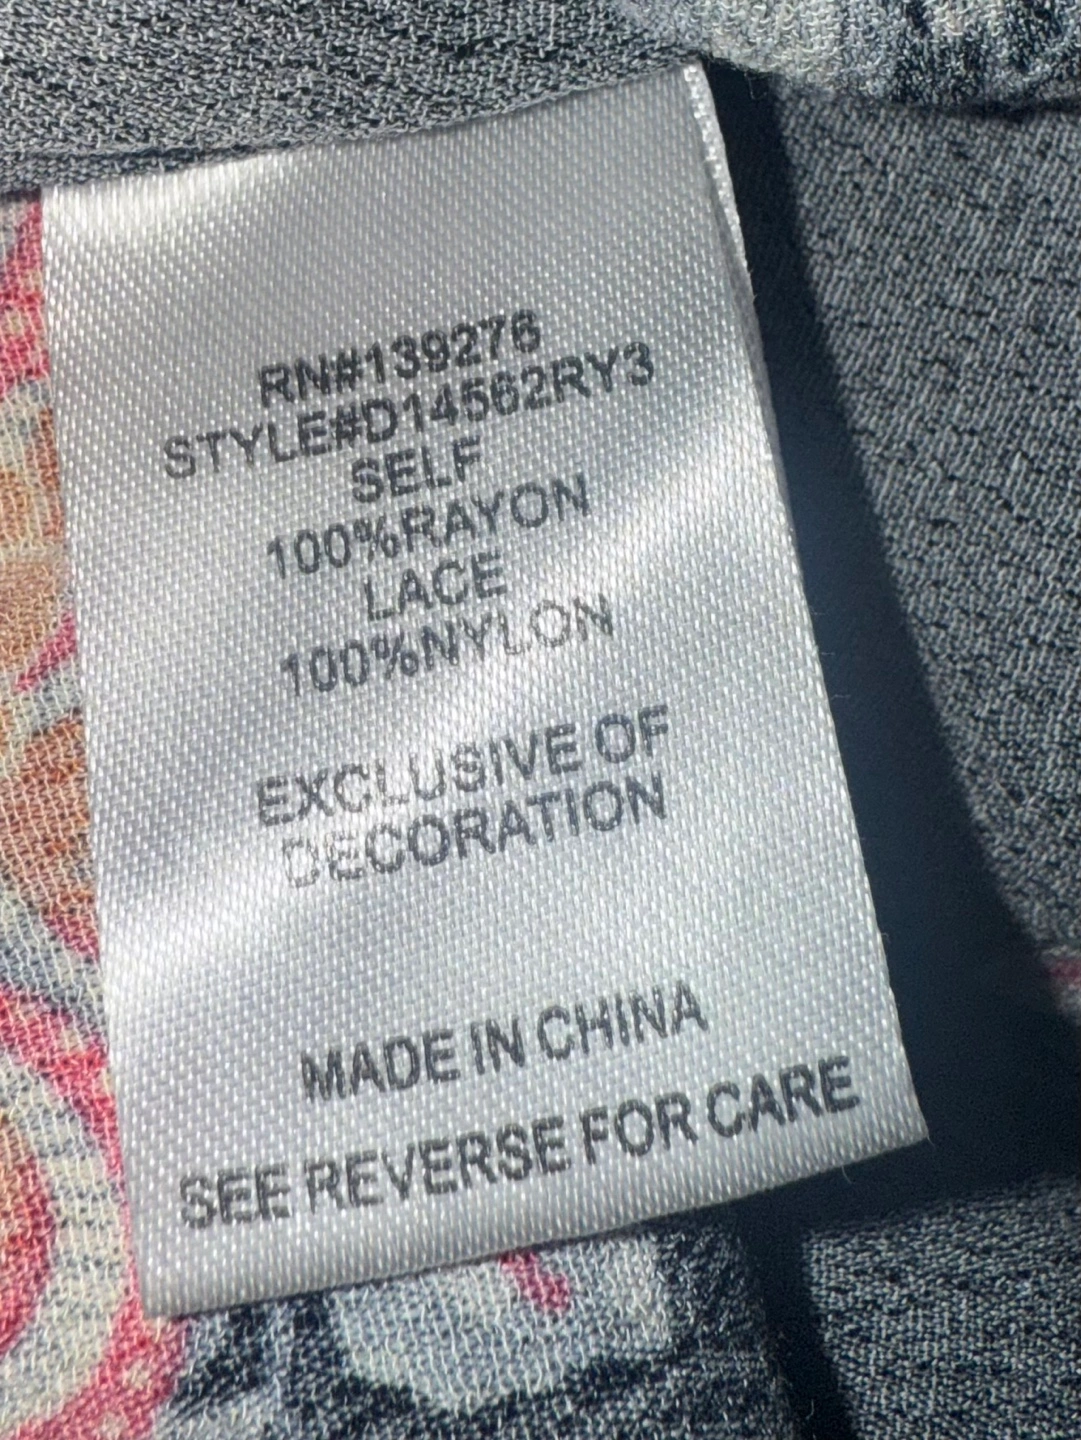 RN#139276
STYLE#D14562RY3
SELF
100%RAYON
LACE
100%NYLON
EXCLUSIVE OF
DECORATION
MADE IN CHINA
SEE REVERSE FOR CARE